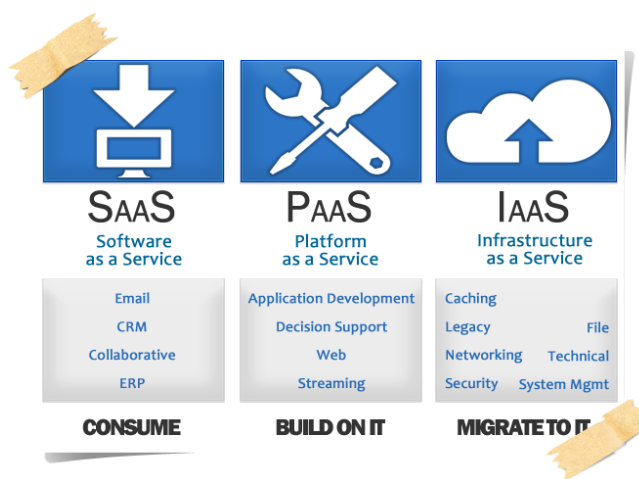 SaaS
Software
as a Service
Email
CRM
Collaborative
ERP
CONSUME
PaaS
Platform
as a Service
Application Development
Decision Support
Web
Streaming
BUILD ON IT
IaaS
Infrastructure
as a Service
Caching
Legacy File
Networking Technical
Security System Mgmt
MIGRATE TO IT